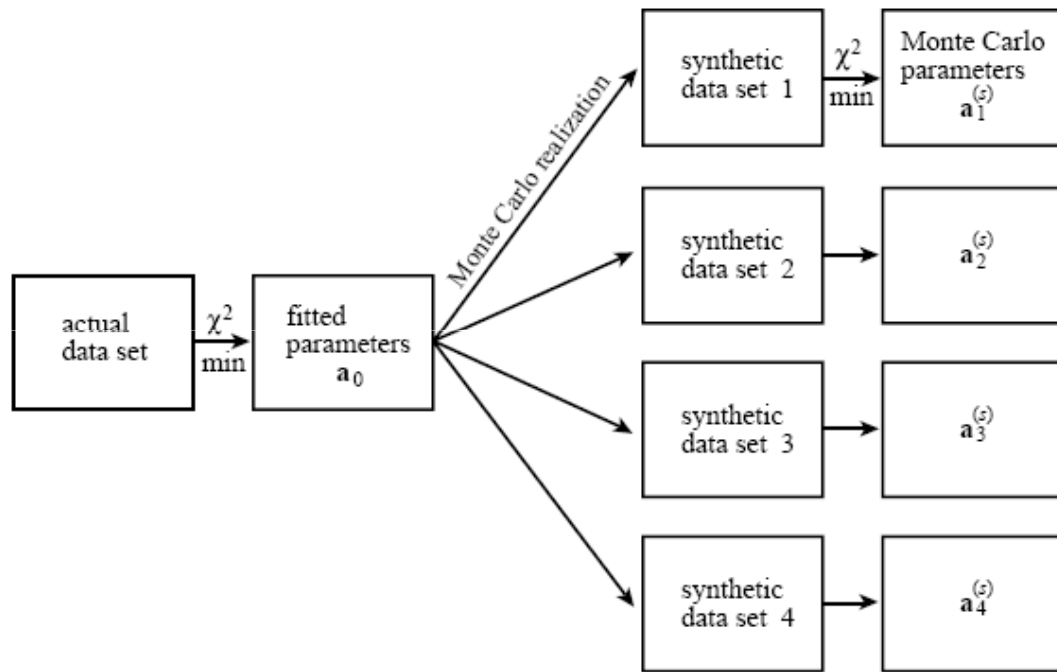 actual
data set
χ²
min
fitted
parameters
a₀
Monte Carlo realization
synthetic
data set 1
χ²
min
Monte Carlo
parameters
a₁⁽ˢ⁾
synthetic
data set 2
a₂⁽ˢ⁾
synthetic
data set 3
a₃⁽ˢ⁾
synthetic
data set 4
a₄⁽ˢ⁾